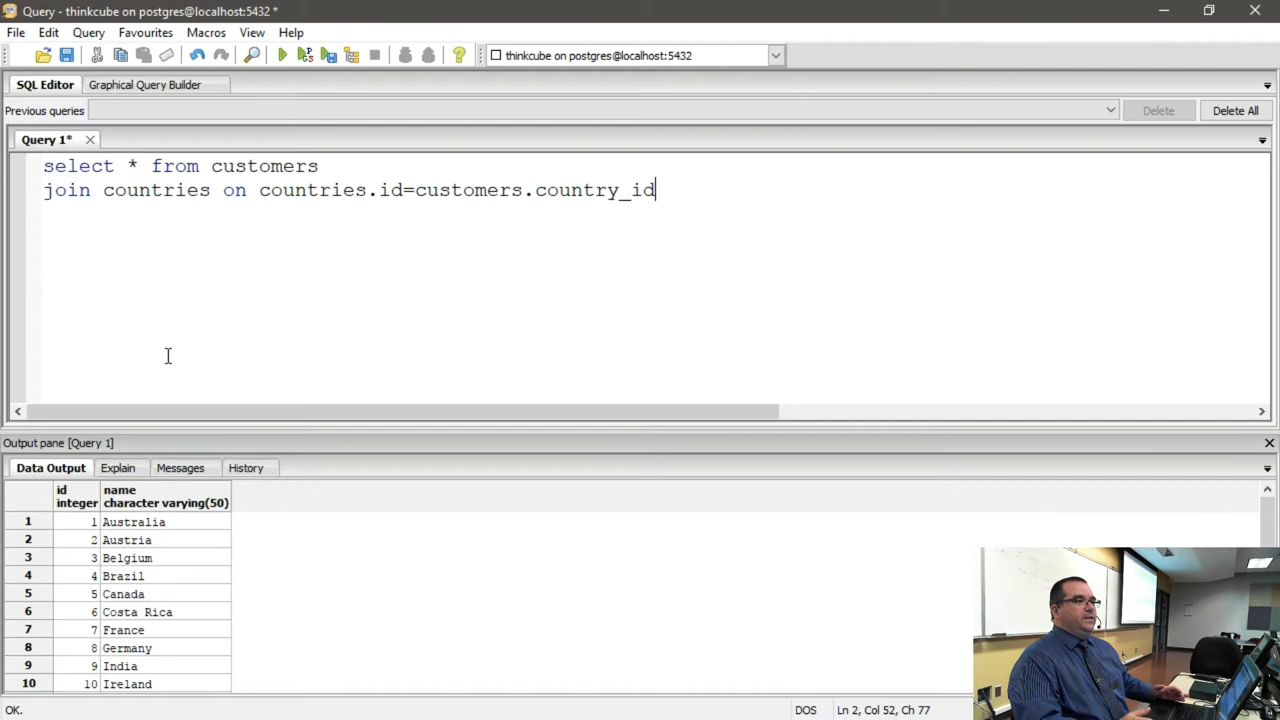 Query - thinkcube on postgres@localhost:5432 *
File Edit Query Favourites Macros View Help
thinkcube on postgres@localhost:5432
SQL Editor Graphical Query Builder
Previous queries Delete Delete All
Query 1*
select * from customers
join countries on countries.id=customers.country_id
Output pane [Query 1]
Data Output Explain Messages History
id name
integer character varying(50)
1 1 Australia
2 2 Austria
3 3 Belgium
4 4 Brazil
5 5 Canada
6 6 Costa Rica
7 7 France
8 8 Germany
9 9 India
10 10 Ireland
OK. DOS Ln 2, Col 52, Ch 77